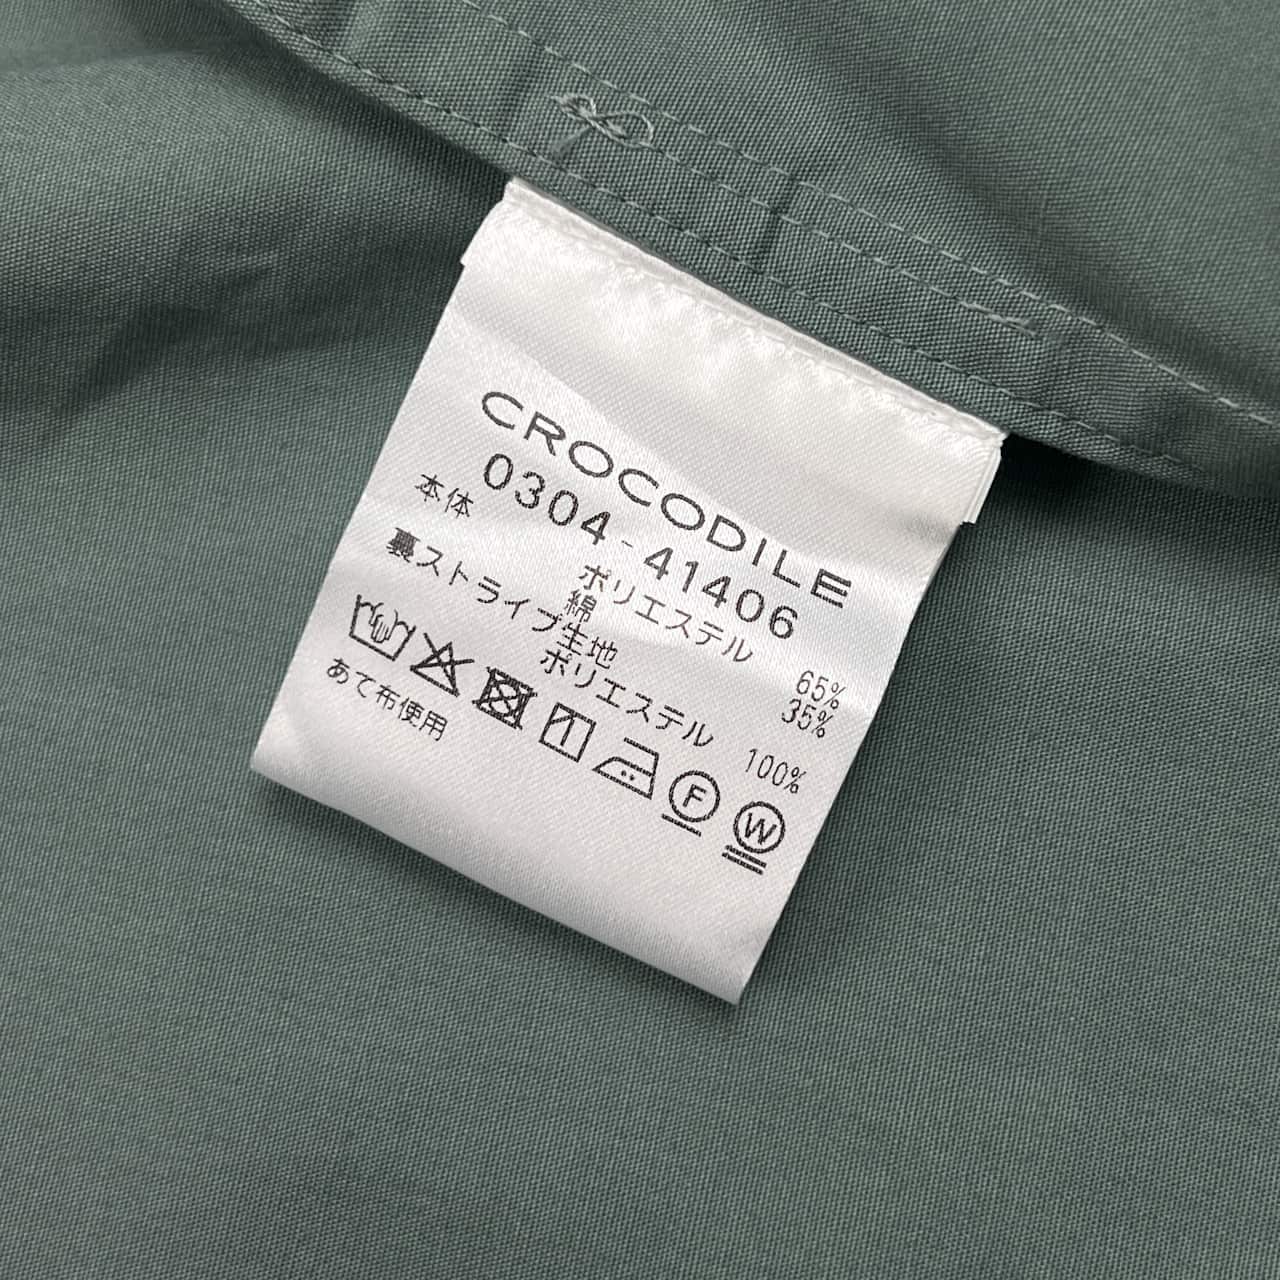 CROCODILE
0304-41406
本体
ポリエステル 65%
綿 35%
裏ストライプ生地
ポリエステル 100%
F W
あて布使用